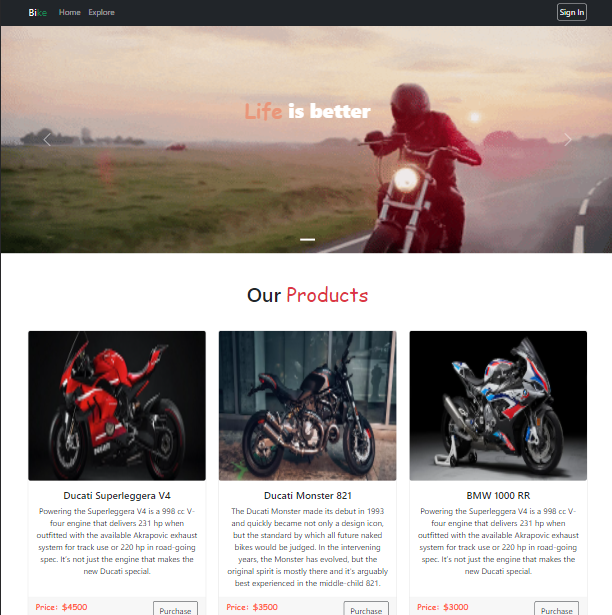 Bike Home Explore Sign In
Life is better
Our Products
Ducati Superleggera V4
Powering the Superleggera V4 is a 998 cc V-
four engine that delivers 231 hp when
outfitted with the available Akrapovic exhaust
system for track use or 220 hp in road-going
spec. It's not just the engine that makes the
new Ducati special.
Price: $4500
Purchase
Ducati Monster 821
The Ducati Monster made its debut in 1993
and quickly became not only a design icon,
but the standard by which all future naked
bikes would be judged. In the intervening
years, the Monster has evolved, but the
original spirit is mostly there and it's arguably
best experienced in the middle-child 821.
Price: $3500
Purchase
BMW 1000 RR
Powering the Superleggera V4 is a 998 cc V-
four engine that delivers 231 hp when
outfitted with the available Akrapovic exhaust
system for track use or 220 hp in road-going
spec. It's not just the engine that makes the
new Ducati special.
Price: $3000
Purchase